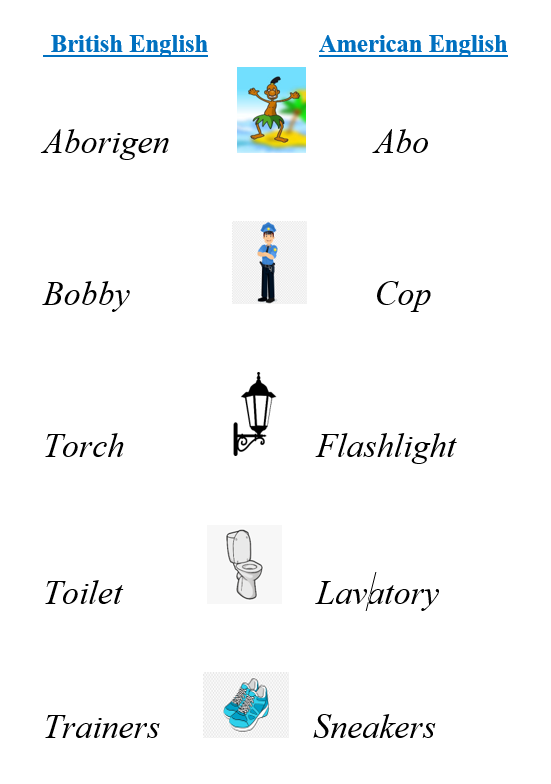 British English American English
Aborigen Abo
Bobby Cop
Torch Flashlight
Toilet Lavatory
Trainers Sneakers